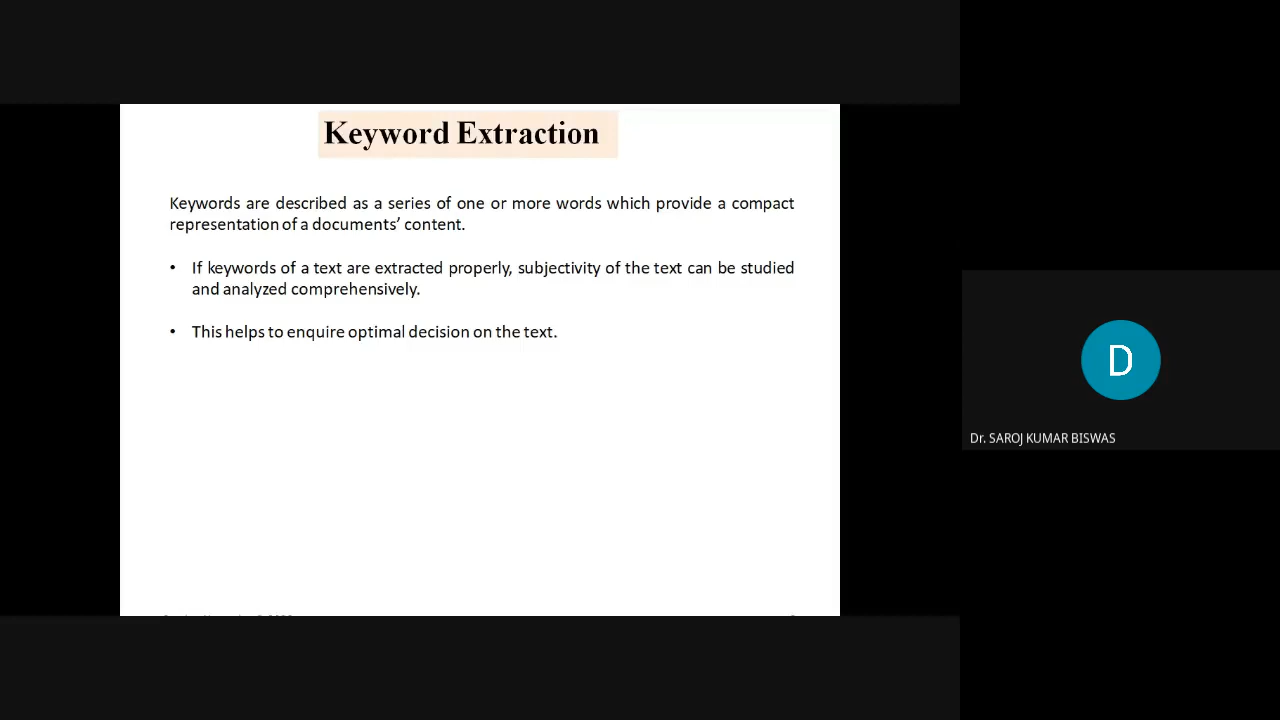 Keyword Extraction
Keywords are described as a series of one or more words which provide a compact
representation of a documents’ content.
• If keywords of a text are extracted properly, subjectivity of the text can be studied
and analyzed comprehensively.
• This helps to enquire optimal decision on the text.
D
Dr. SAROJ KUMAR BISWAS